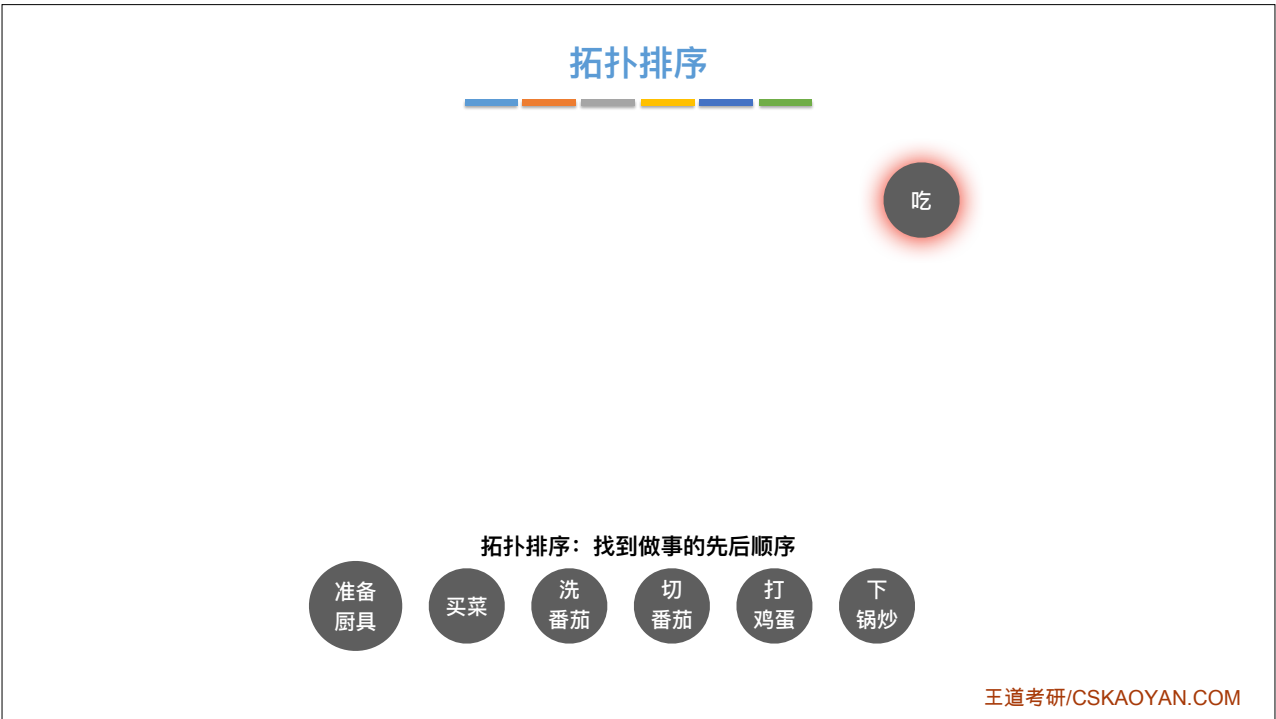 拓扑排序
吃
拓扑排序：找到做事的先后顺序
准备
厨具
买菜
洗
番茄
切
番茄
打
鸡蛋
下
锅炒
王道考研/CSKAOYAN.COM